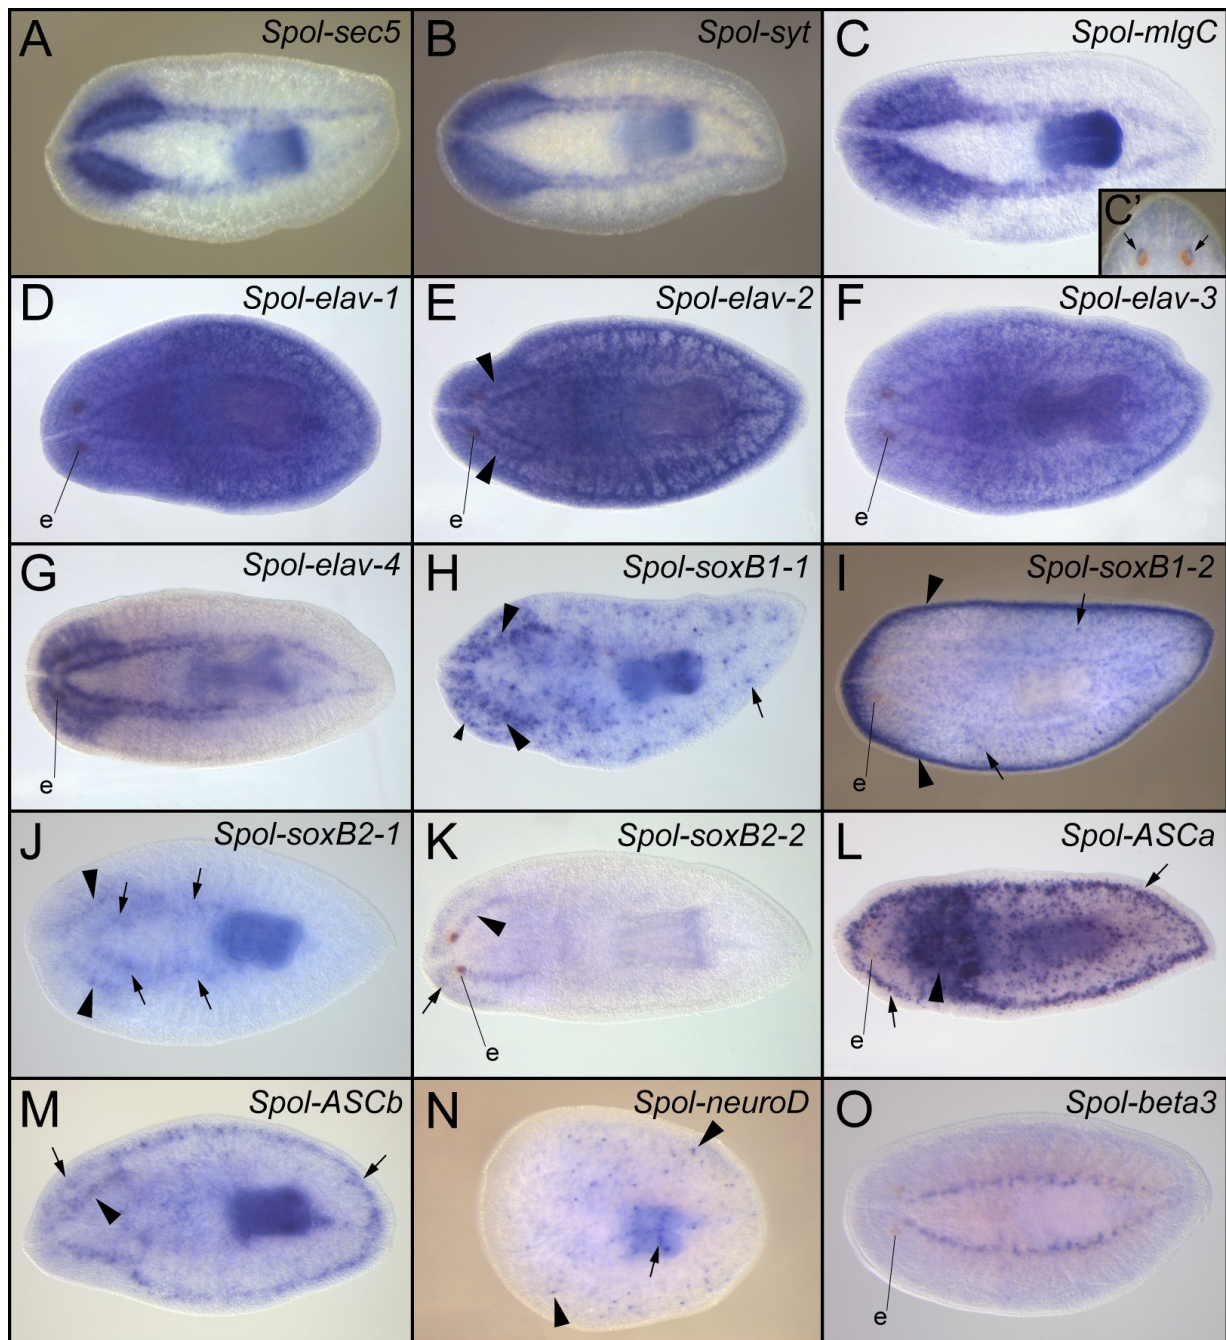 A Spol-sec5
B Spol-syt
C Spol-mlgC
C'
D Spol-elav-1
e
E Spol-elav-2
e
F Spol-elav-3
e
G Spol-elav-4
e
H Spol-soxB1-1
I Spol-soxB1-2
e
J Spol-soxB2-1
K Spol-soxB2-2
e
L Spol-ASCa
e
M Spol-ASCb
N Spol-neuroD
O Spol-beta3
e